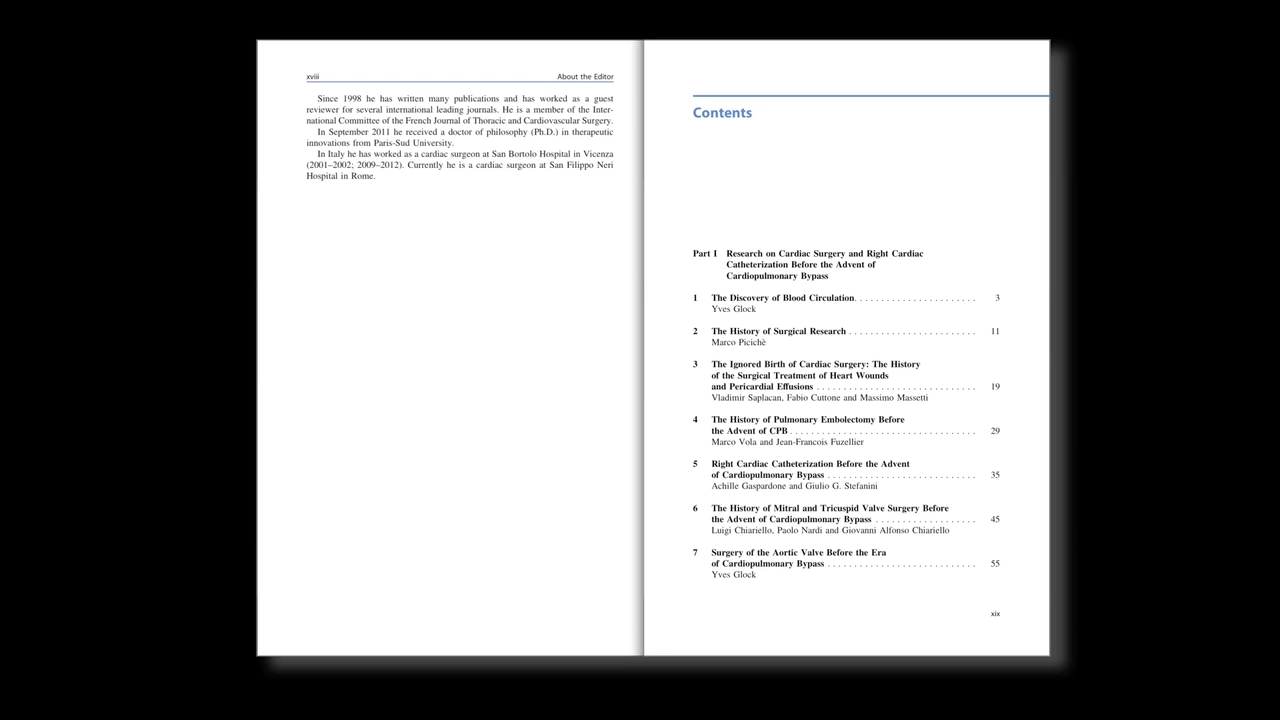 xviii About the Editor
Since 1998 he has written many publications and has worked as a guest
reviewer for several international leading journals. He is a member of the Inter-
national Committee of the French Journal of Thoracic and Cardiovascular Surgery.
In September 2011 he received a doctor of philosophy (Ph.D.) in therapeutic
innovations from Paris-Sud University.
In Italy he has worked as a cardiac surgeon at San Bortolo Hospital in Vicenza
(2001–2002; 2009–2012). Currently he is a cardiac surgeon at San Filippo Neri
Hospital in Rome.
Contents
Part I Research on Cardiac Surgery and Right Cardiac
Catheterization Before the Advent of
Cardiopulmonary Bypass
1 The Discovery of Blood Circulation. . . . . . . . . . . . . . . . . . . . . . . 3
Yves Glock
2 The History of Surgical Research . . . . . . . . . . . . . . . . . . . . . . . . 11
Marco Picichè
3 The Ignored Birth of Cardiac Surgery: The History
of the Surgical Treatment of Heart Wounds
and Pericardial Effusions . . . . . . . . . . . . . . . . . . . . . . . . . . . . . . 19
Vladimir Saplacan, Fabio Cuttone and Massimo Massetti
4 The History of Pulmonary Embolectomy Before
the Advent of CPB . . . . . . . . . . . . . . . . . . . . . . . . . . . . . . . . . . . 29
Marco Vola and Jean-Francois Fuzellier
5 Right Cardiac Catheterization Before the Advent
of Cardiopulmonary Bypass . . . . . . . . . . . . . . . . . . . . . . . . . . . . 35
Achille Gaspardone and Giulio G. Stefanini
6 The History of Mitral and Tricuspid Valve Surgery Before
the Advent of Cardiopulmonary Bypass . . . . . . . . . . . . . . . . . . . 45
Luigi Chiariello, Paolo Nardi and Giovanni Alfonso Chiariello
7 Surgery of the Aortic Valve Before the Era
of Cardiopulmonary Bypass . . . . . . . . . . . . . . . . . . . . . . . . . . . . 55
Yves Glock
xix